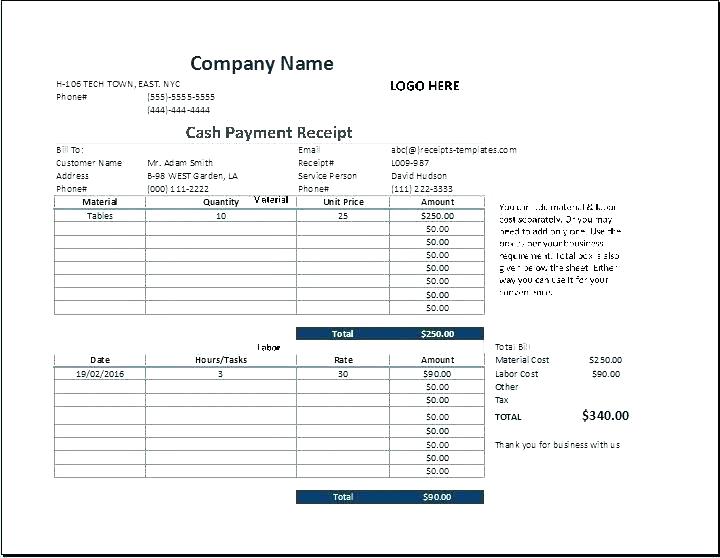 Company Name
H-106 TECH TOWN, EAST. NYC
LOGO HERE
Phone# (555)-5555-5555
(444)-444-4444
Cash Payment Receipt
Bill To: Email abc(@)receipts-templates.com
Customer Name Mr. Adam Smith Receipt# L009-987
Address B-98 WEST Garden, LA Service Person David Hudson
Phone# (000) 111-2222 Phone# (111) 222-3333
Material
Material Quantity Unit Price Amount
Tables 10 25 $250.00
$0.00
$0.00
$0.00
$0.00
$0.00
$0.00
$0.00
You can add material & labor
cost separately. Or you may
need to add only one. Use the
box as per your business
requirement. Total box is also
given below the sheet. Either
way you can use it for your
convenience.
Total $250.00
Labor
Date Hours/Tasks Rate Amount
19/02/2016 3 30 $90.00
$0.00
$0.00
$0.00
$0.00
$0.00
$0.00
$0.00
Total $90.00
Total Bill
Material Cost $250.00
Labor Cost $90.00
Other
Tax
TOTAL $340.00
Thank you for business with us